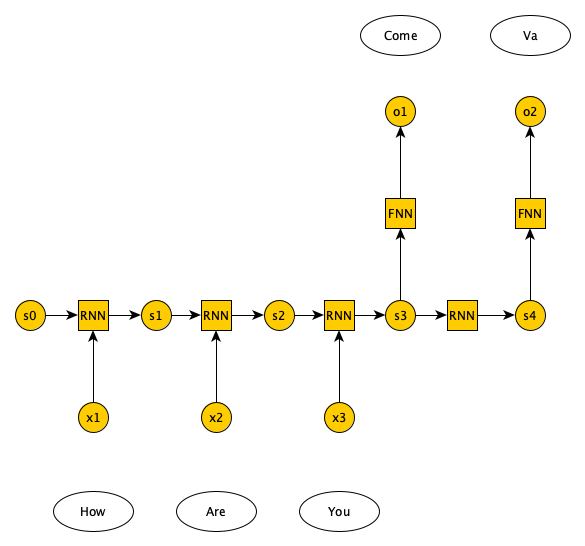 Come Va
o1 o2
FNN FNN
s0 RNN s1 RNN s2 RNN s3 RNN s4
x1 x2 x3
How Are You